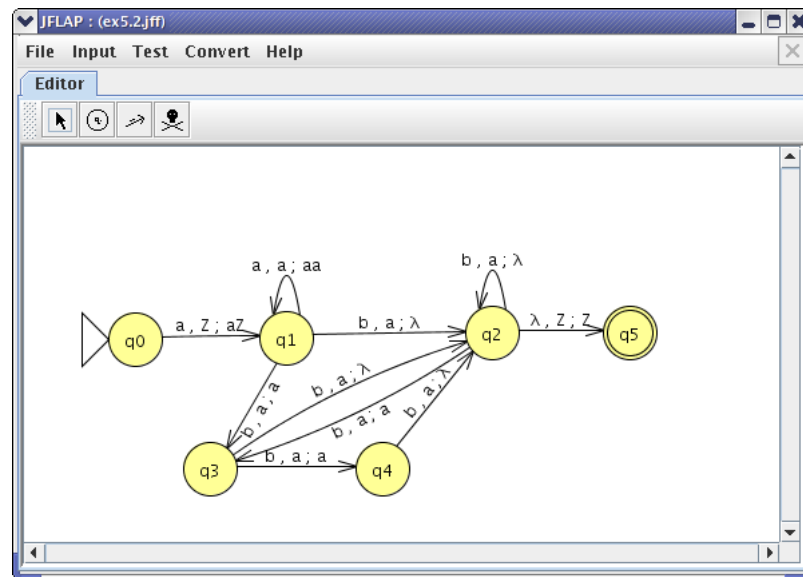 JFLAP : (ex5.2.jff)
File Input Test Convert Help
Editor
a , a ; aa
b , a ; λ
q0
a , Z ; aZ
q1
b , a ; λ
q2
λ , Z ; Z
q5
b , a ; a
b , a ; λ
b , a ; a
b , a ; λ
q3
b , a ; a
q4